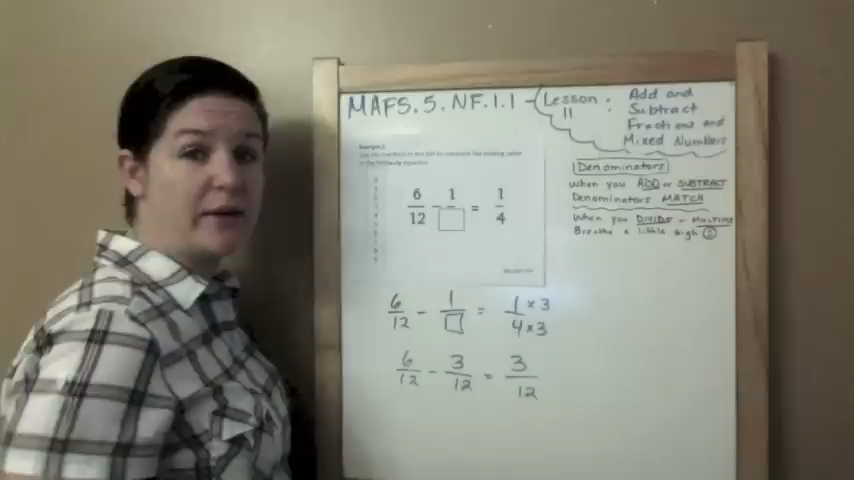 MAFS.5.NF.1.1 - Lesson : Add and
11 : Subtract
Fractions and
Mixed Numbers
Denominators
When you ADD or SUBTRACT
Denominators MATCH
When you DIVIDE or MULTIPLY
Breathe a little sigh
6/12 - 1/□ = 1/4
6/12 - 1/□ = 1 x 3/4 x 3
6/12 - 3/12 = 3/12